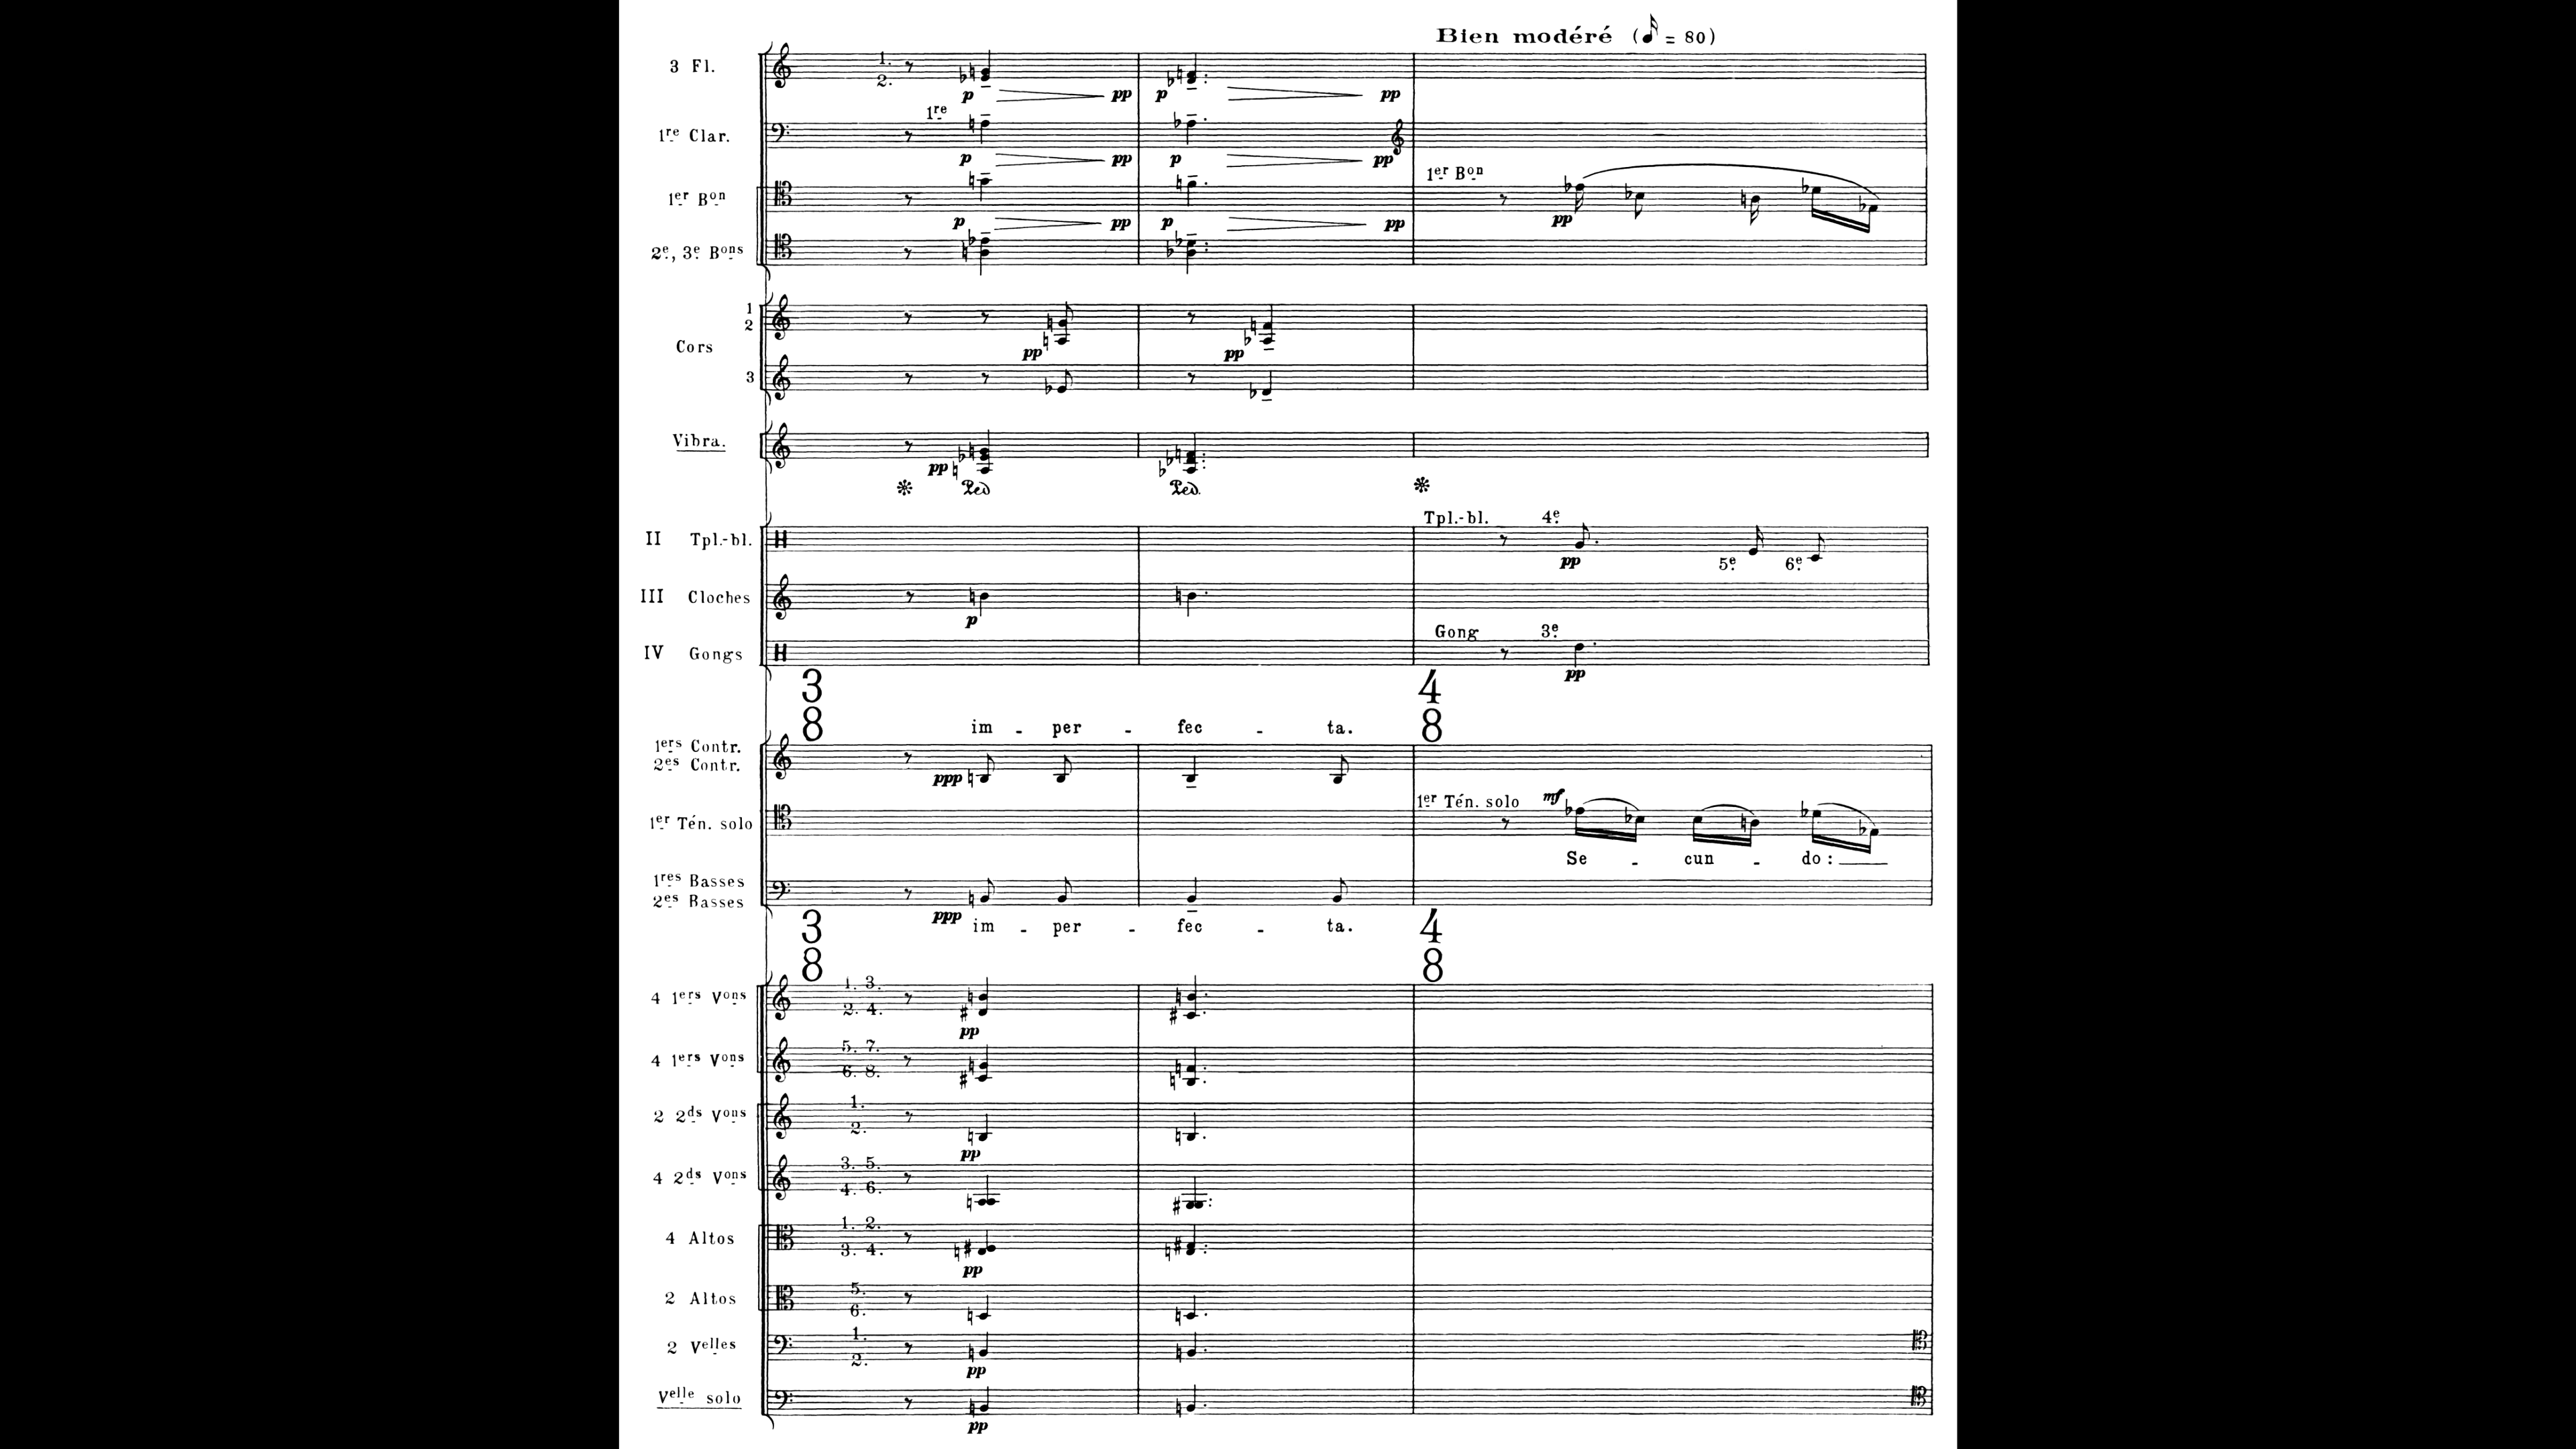 Bien modéré (𝅘𝅥𝅯 = 80)
3 Fl.
1.
2.
p pp p pp
1re Clar.
1re
p pp p pp
1er Bon
1er Bon
p pp p pp pp
2e, 3e Bons
Cors
1
2
pp pp
3
Vibra.
pp
Ped Ped.
II Tpl.-bl.
Tpl.-bl. 4e
pp 5e 6e
III Cloches
p
IV Gongs
Gong 3e
pp
3 4
8 8
im - per - fec - ta.
1ers Contr.
2es Contr.
ppp
1er Tén. solo
1er Tén. solo mf
Se - cun - do :
1res Basses
2es Basses
ppp
im - per - fec - ta.
3 4
8 8
4 1ers Vons
1. 3.
2. 4.
pp
4 1ers Vons
5. 7.
6. 8.
2 2ds Vons
1.
2.
pp
4 2ds Vons
3. 5.
4. 6.
4 Altos
1. 2.
3. 4.
pp
2 Altos
5.
6.
2 Velles
1.
2.
pp
Velle solo
pp